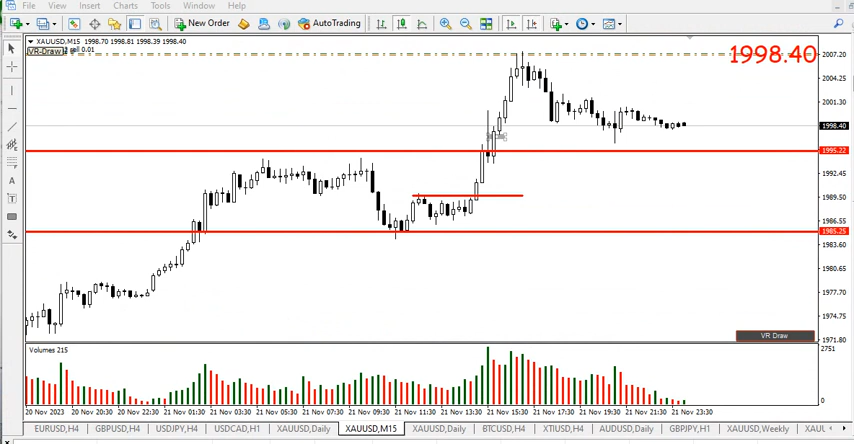 File View Insert Charts Tools Window Help
New Order AutoTrading
XAUUSD,M15 1998.70 1998.81 1998.39 1998.40
VR-Draw sell 0.01
1998.40
2007.20
2004.25
2001.30
1998.40
1995.22
1992.45
1989.50
1986.55
1985.25
1983.60
1980.65
1977.70
1974.75
1971.80
VR Draw
Volumes 215
2751
0
20 Nov 2023 20 Nov 20:30 20 Nov 22:30 21 Nov 01:30 21 Nov 03:30 21 Nov 05:30 21 Nov 07:30 21 Nov 09:30 21 Nov 11:30 21 Nov 13:30 21 Nov 15:30 21 Nov 17:30 21 Nov 19:30 21 Nov 21:30 21 Nov 23:30
EURUSD,H4 GBPUSD,H4 USDJPY,H4 USDCAD,H1 XAUUSD,Daily XAUUSD,M15 XAUUSD,Daily BTCUSD,H4 XTIUSD,H4 AUDUSD,Daily GBPJPY,H1 XAUUSD,Weekly XAUU